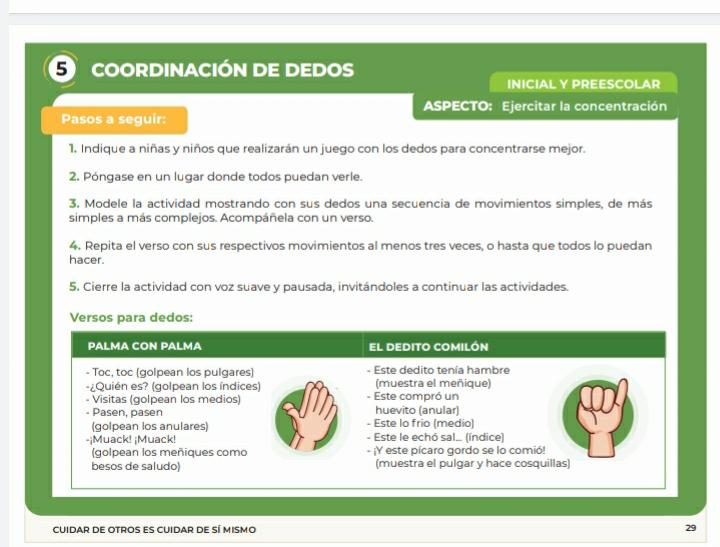 5 COORDINACIÓN DE DEDOS
INICIAL Y PREESCOLAR
ASPECTO: Ejercitar la concentración
Pasos a seguir:
1. Indique a niñas y niños que realizarán un juego con los dedos para concentrarse mejor.
2. Póngase en un lugar donde todos puedan verle.
3. Modele la actividad mostrando con sus dedos una secuencia de movimientos simples, de más
simples a más complejos. Acompáñela con un verso.
4. Repita el verso con sus respectivos movimientos al menos tres veces, o hasta que todos lo puedan
hacer.
5. Cierre la actividad con voz suave y pausada, invitándoles a continuar las actividades.
Versos para dedos:
PALMA CON PALMA
- Toc, toc (golpean los pulgares)
-¿Quién es? (golpean los índices)
- Visitas (golpean los medios)
- Pasen, pasen
(golpean los anulares)
-¡Muack! ¡Muack!
(golpean los meñiques como
besos de saludo)
EL DEDITO COMILÓN
- Este dedito tenía hambre
(muestra el meñique)
- Este compró un
huevito (anular)
- Este lo frio (medio)
- Este le echó sal... (índice)
- ¡Y este pícaro gordo se lo comió!
(muestra el pulgar y hace cosquillas)
CUIDAR DE OTROS ES CUIDAR DE SÍ MISMO
29